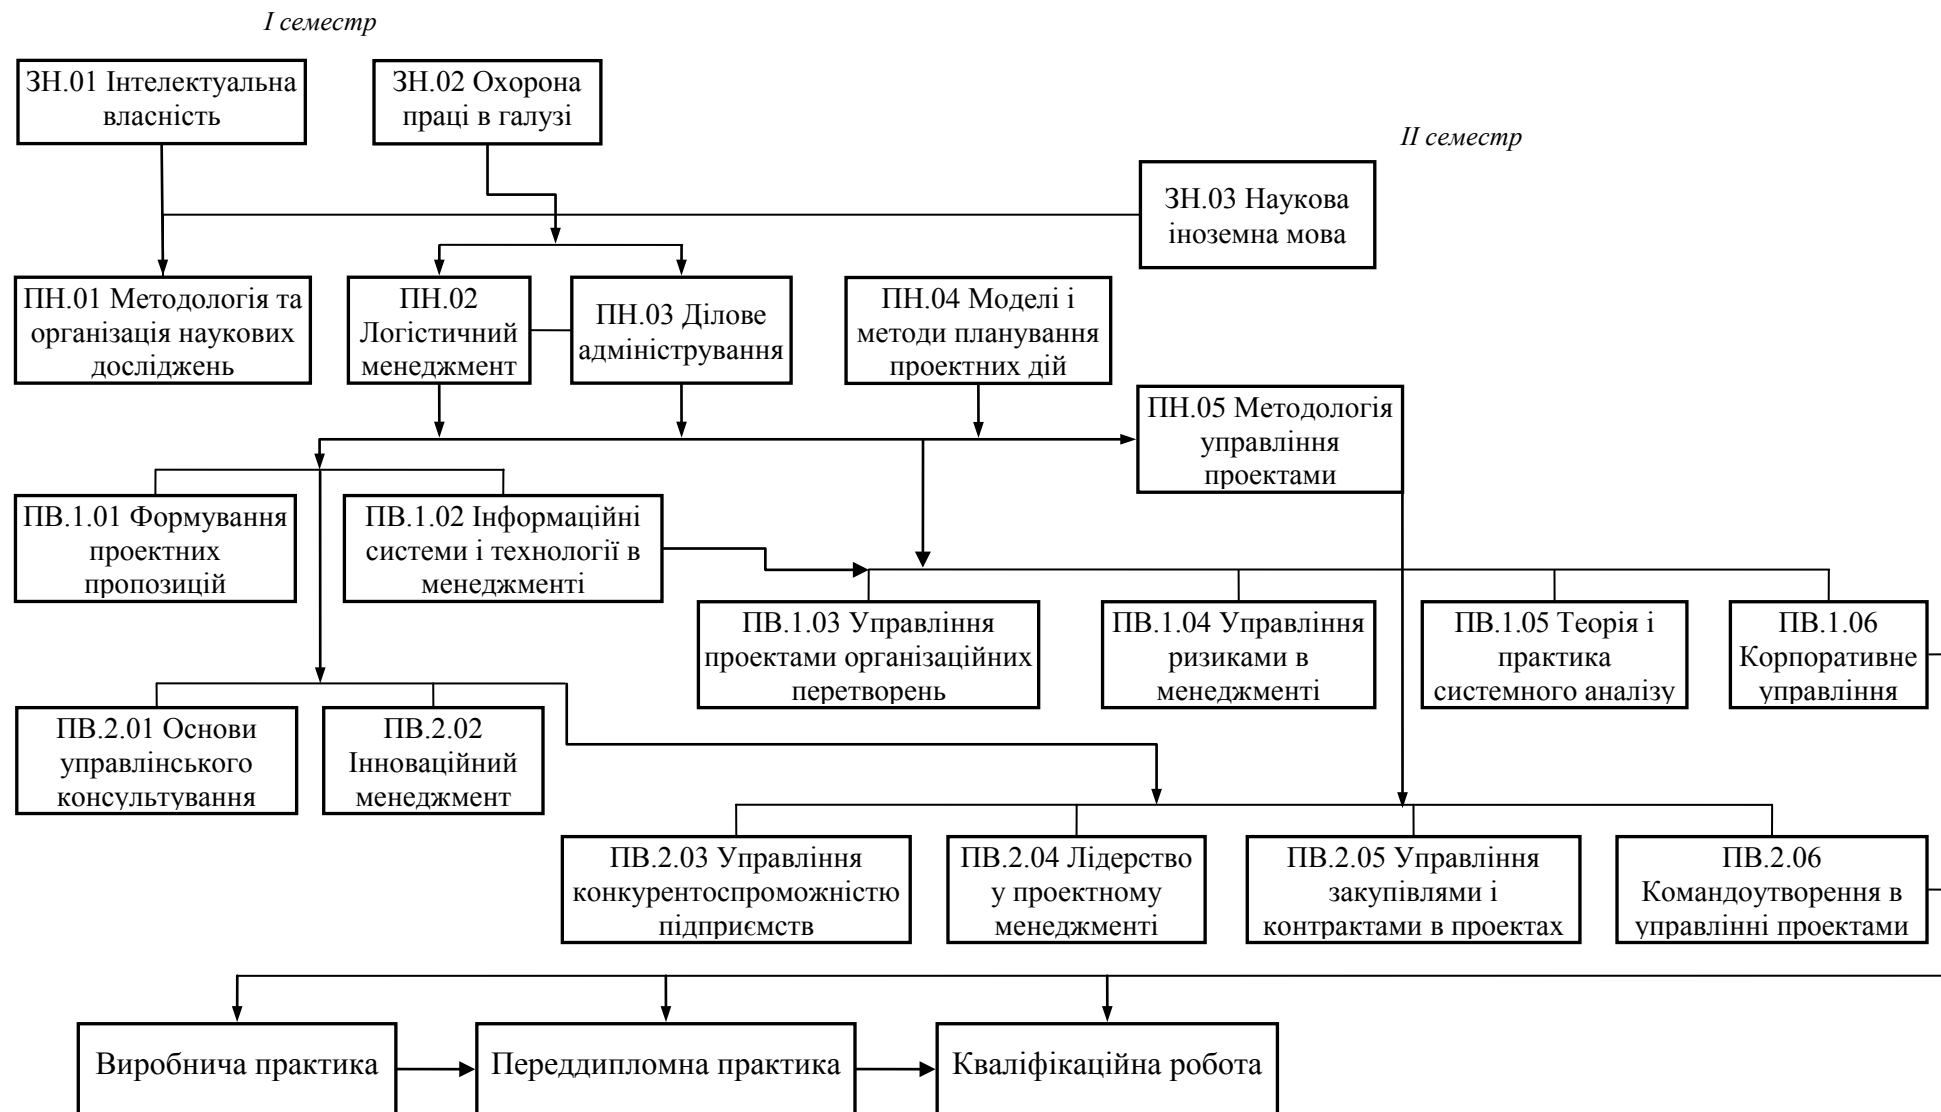 I семестр
ЗН.01 Інтелектуальна
власність
ЗН.02 Охорона
праці в галузі
II семестр
ЗН.03 Наукова
іноземна мова
ПН.01 Методологія та
організація наукових
досліджень
ПН.02
Логістичний
менеджмент
ПН.03 Ділове
адміністрування
ПН.04 Моделі і
методи планування
проектних дій
ПН.05 Методологія
управління
проектами
ПВ.1.01 Формування
проектних
пропозицій
ПВ.1.02 Інформаційні
системи і технології в
менеджменті
ПВ.1.03 Управління
проектами організаційних
перетворень
ПВ.1.04 Управління
ризиками в
менеджменті
ПВ.1.05 Теорія і
практика
системного аналізу
ПВ.1.06
Корпоративне
управління
ПВ.2.01 Основи
управлінського
консультування
ПВ.2.02
Інноваційний
менеджмент
ПВ.2.03 Управління
конкурентоспроможністю
підприємств
ПВ.2.04 Лідерство
у проектному
менеджменті
ПВ.2.05 Управління
закупівлями і
контрактами в проектах
ПВ.2.06
Командоутворення в
управлінні проектами
Виробнича практика
Переддипломна практика
Кваліфікаційна робота